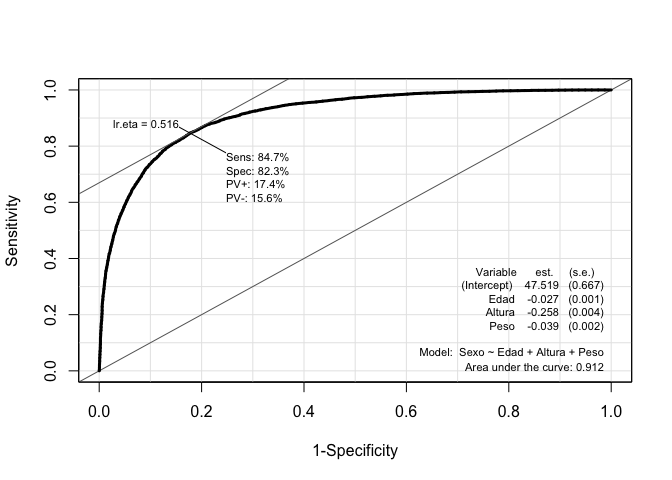 1.0
0.8
0.6
0.4
0.2
0.0
Sensitivity
lr.eta = 0.516
Sens: 84.7%
Spec: 82.3%
PV+: 17.4%
PV-: 15.6%
Variable est. (s.e.)
(Intercept) 47.519 (0.667)
Edad -0.027 (0.001)
Altura -0.258 (0.004)
Peso -0.039 (0.002)
Model: Sexo ~ Edad + Altura + Peso
Area under the curve: 0.912
0.0 0.2 0.4 0.6 0.8 1.0
1-Specificity